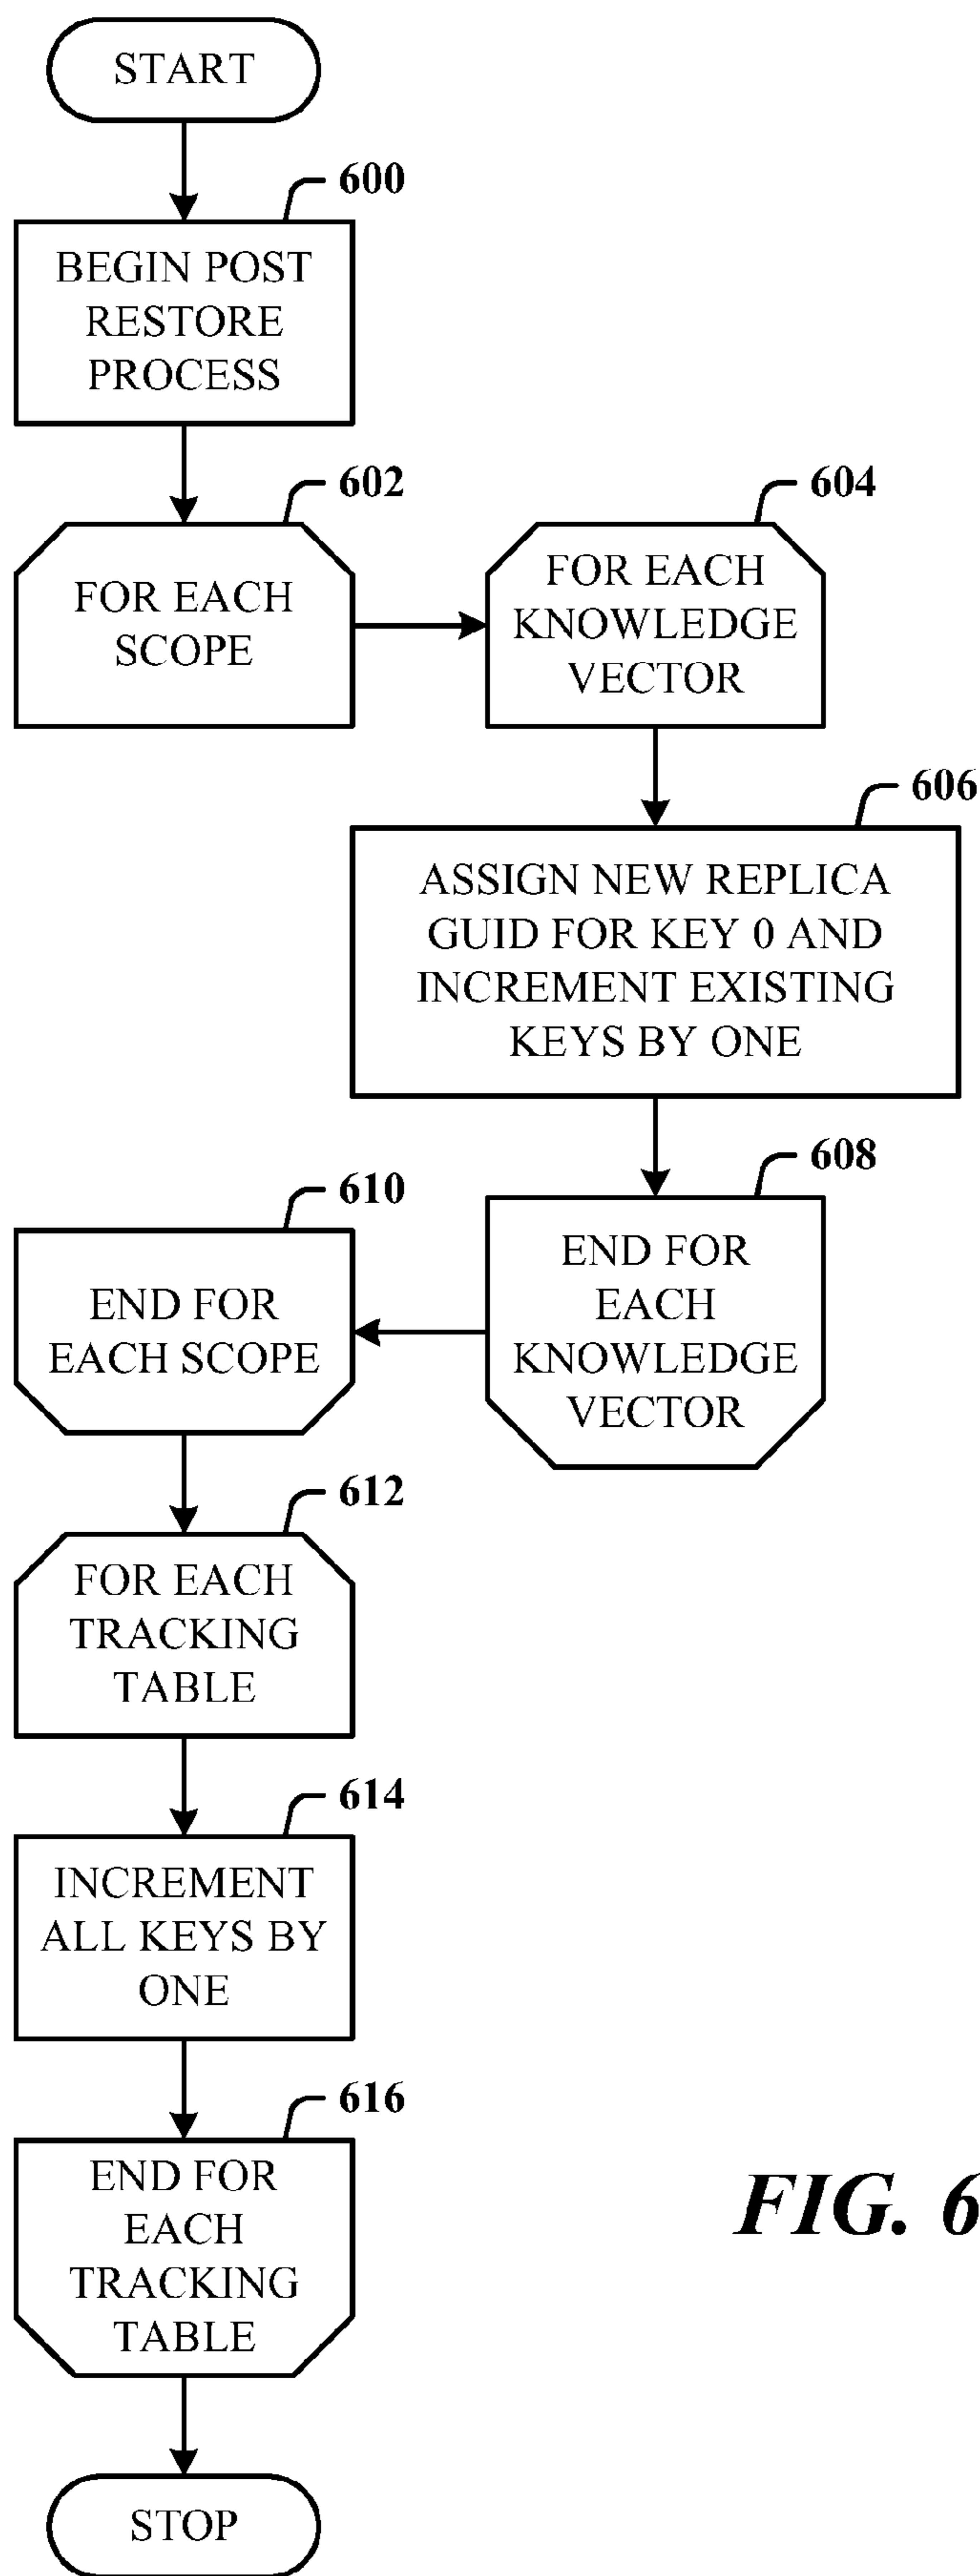 START
600
BEGIN POST
RESTORE
PROCESS
602
FOR EACH
SCOPE
604
FOR EACH
KNOWLEDGE
VECTOR
606
ASSIGN NEW REPLICA
GUID FOR KEY 0 AND
INCREMENT EXISTING
KEYS BY ONE
608
END FOR
EACH
KNOWLEDGE
VECTOR
610
END FOR
EACH SCOPE
612
FOR EACH
TRACKING
TABLE
614
INCREMENT
ALL KEYS BY
ONE
616
END FOR
EACH
TRACKING
TABLE
STOP
FIG. 6